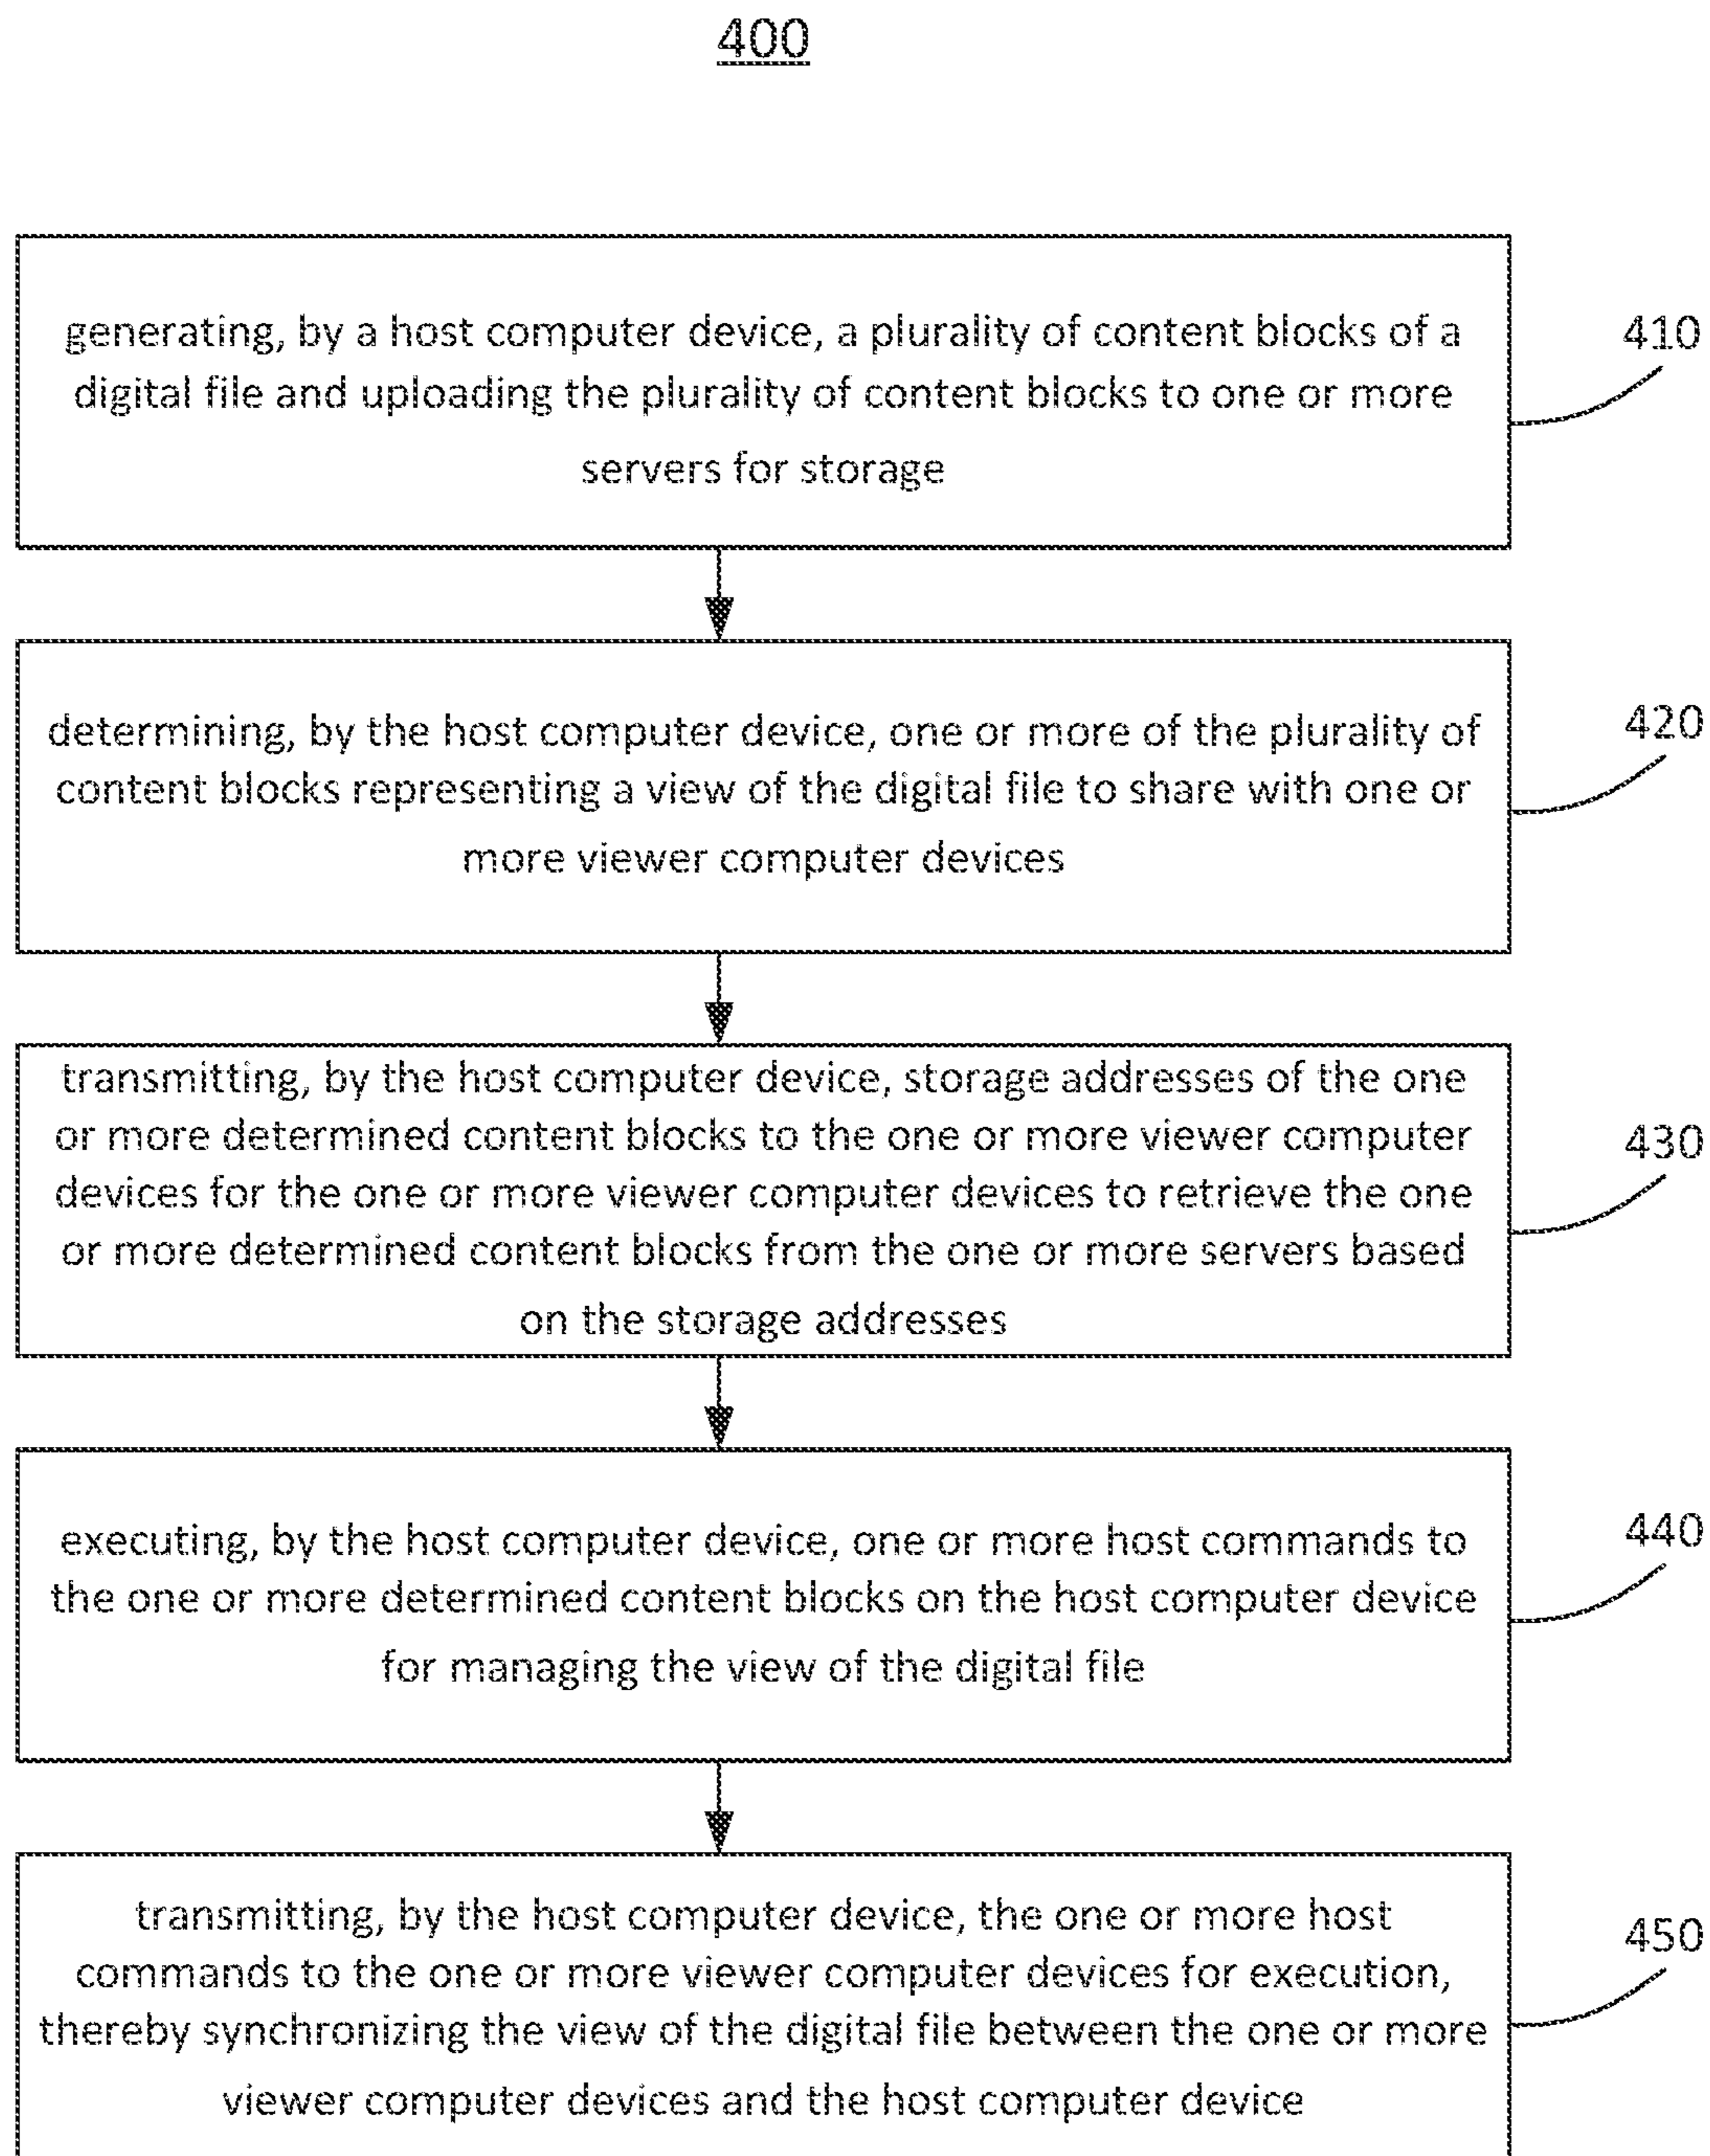 400
generating, by a host computer device, a plurality of content blocks of a
digital file and uploading the plurality of content blocks to one or more
servers for storage
410
determining, by the host computer device, one or more of the plurality of
content blocks representing a view of the digital file to share with one or
more viewer computer devices
420
transmitting, by the host computer device, storage addresses of the one
or more determined content blocks to the one or more viewer computer
devices for the one or more viewer computer devices to retrieve the one
or more determined content blocks from the one or more servers based
on the storage addresses
430
executing, by the host computer device, one or more host commands to
the one or more determined content blocks on the host computer device
for managing the view of the digital file
440
transmitting, by the host computer device, the one or more host
commands to the one or more viewer computer devices for execution,
thereby synchronizing the view of the digital file between the one or more
viewer computer devices and the host computer device
450